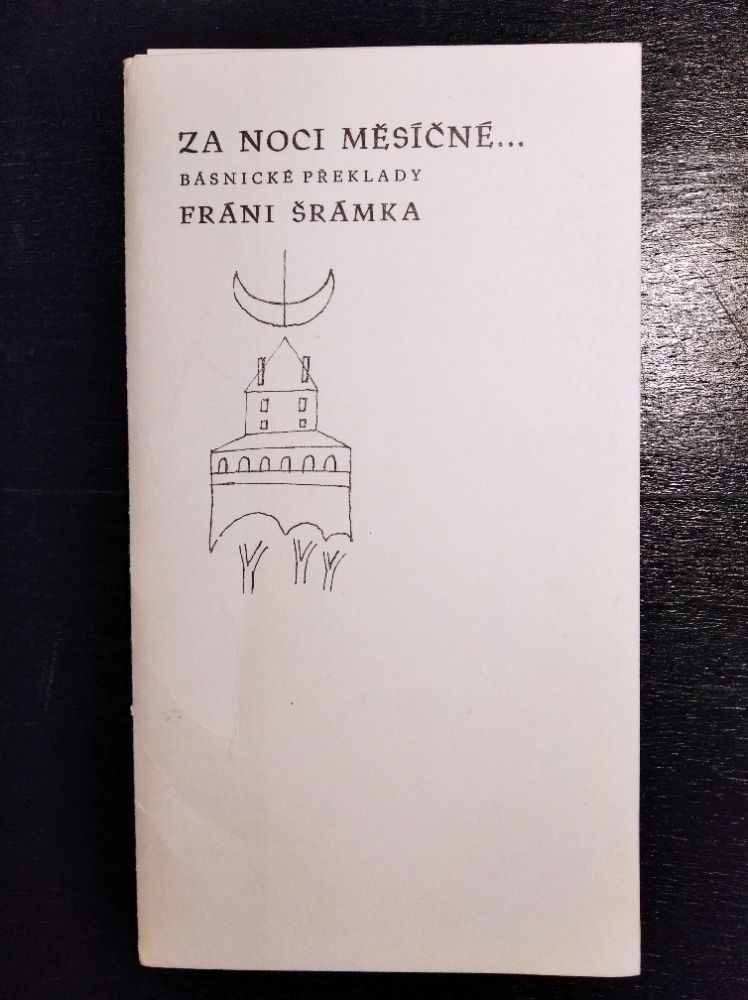 ZA NOCI MĚSÍČNÉ...
BÁSNICKÉ PŘEKLADY
FRÁNI ŠRÁMKA